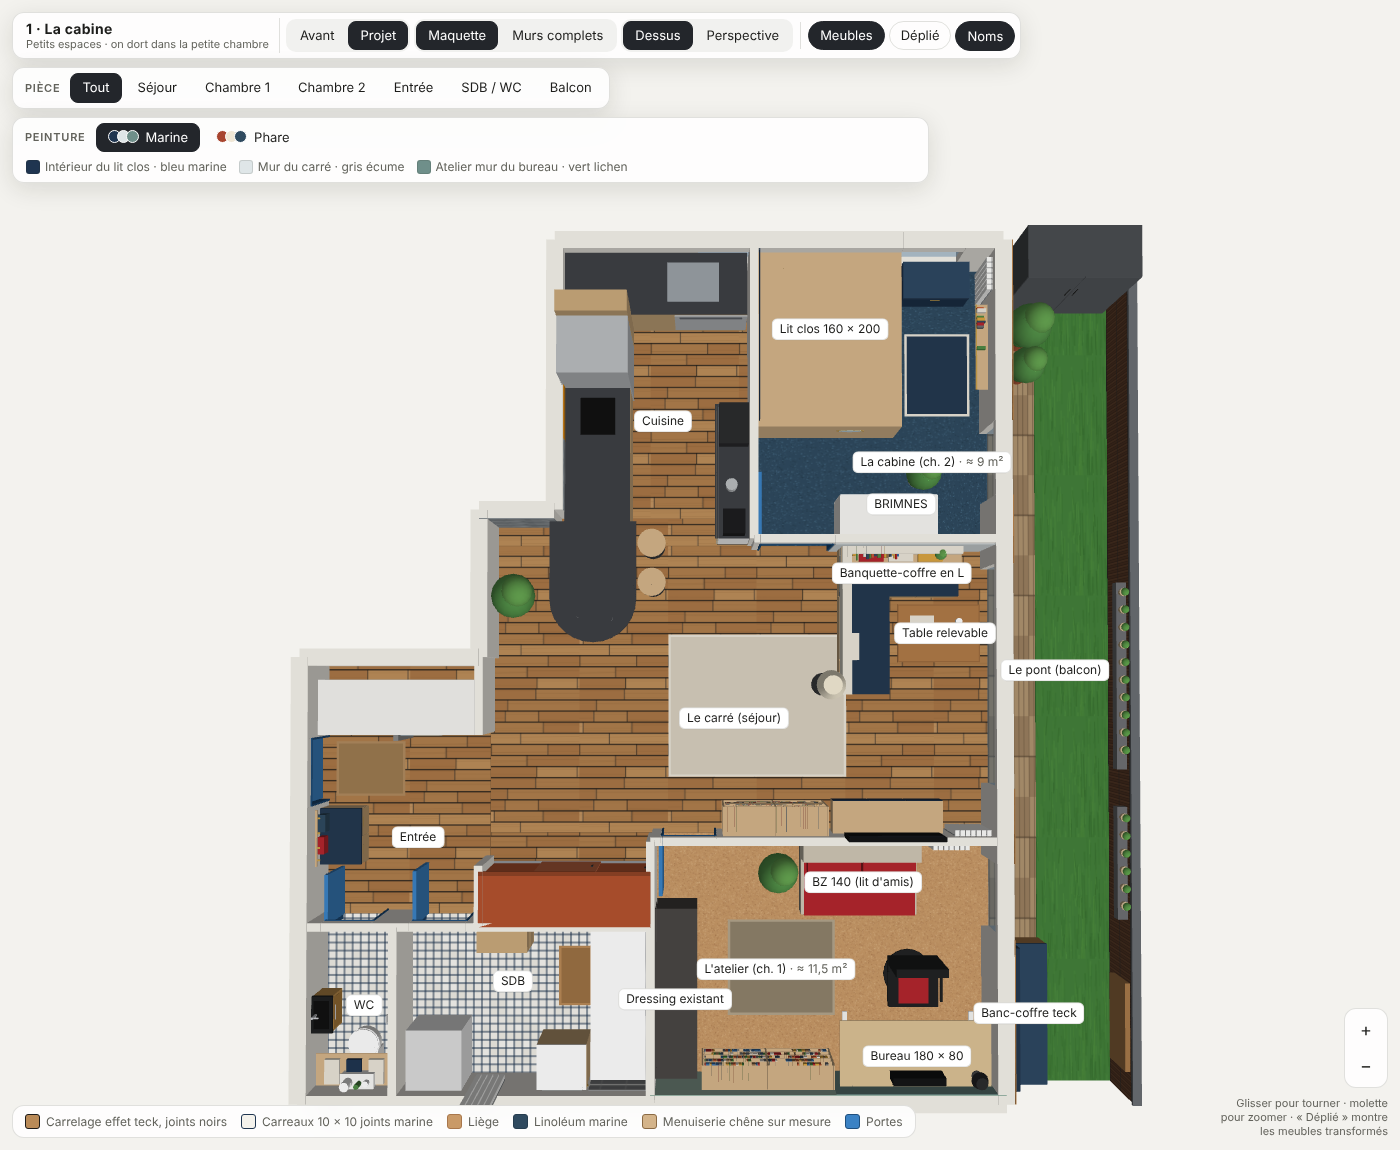 1 · La cabine
Petits espaces · on dort dans la petite chambre
Avant
Projet
Maquette
Murs complets
Dessus
Perspective
Meubles
Déplié
Noms
PIÈCE
Tout
Séjour
Chambre 1
Chambre 2
Entrée
SDB / WC
Balcon
PEINTURE
Marine
Phare
Intérieur du lit clos · bleu marine
Mur du carré · gris écume
Atelier mur du bureau · vert lichen
Lit clos 160 × 200
Cuisine
La cabine (ch. 2) · ≈ 9 m²
BRIMNES
Banquette-coffre en L
Table relevable
Le pont (balcon)
Le carré (séjour)
Entrée
BZ 140 (lit d'amis)
L'atelier (ch. 1) · ≈ 11,5 m²
SDB
Dressing existant
WC
Banc-coffre teck
Bureau 180 × 80
+
−
Carrelage effet teck, joints noirs
Carreaux 10 × 10 joints marine
Liège
Linoléum marine
Menuiserie chêne sur mesure
Portes
Glisser pour tourner · molette
pour zoomer · « Déplié » montre
les meubles transformés